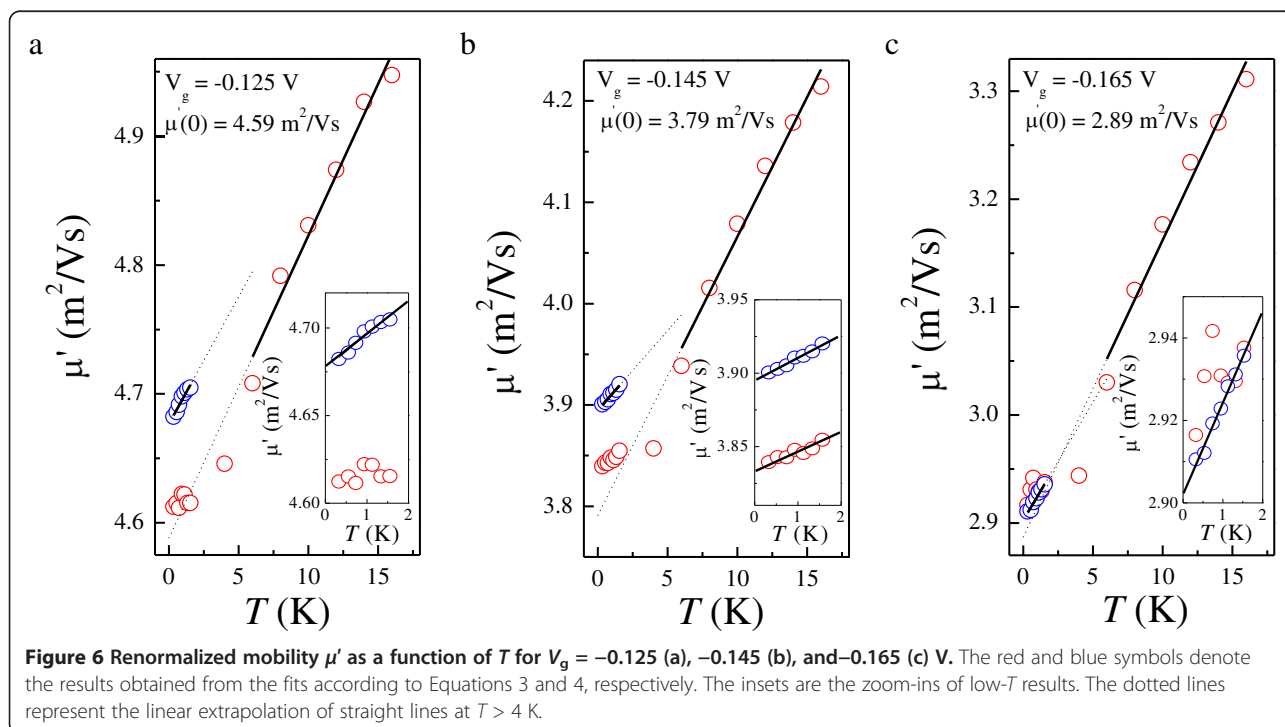 a
V_g = -0.125 V
μ'(0) = 4.59 m²/Vs
4.9
4.8
4.7
4.6
μ' (m²/Vs)
0 5 10 15
T (K)
4.70
4.65
4.60
μ' (m²/Vs)
0 1 2
T (K)
b
V_g = -0.145 V
μ'(0) = 3.79 m²/Vs
4.2
4.1
4.0
3.9
3.8
μ' (m²/Vs)
0 5 10 15
T (K)
3.95
3.90
3.85
μ' (m²/Vs)
0 1 2
T (K)
c
V_g = -0.165 V
μ'(0) = 2.89 m²/Vs
3.3
3.2
3.1
3.0
2.9
μ' (m²/Vs)
0 5 10 15
T (K)
2.94
2.92
2.90
μ' (m²/Vs)
0 1 2
T (K)
Figure 6 Renormalized mobility μ′ as a function of T for V_g = −0.125 (a), −0.145 (b), and−0.165 (c) V. The red and blue symbols denote
the results obtained from the fits according to Equations 3 and 4, respectively. The insets are the zoom-ins of low-T results. The dotted lines
represent the linear extrapolation of straight lines at T > 4 K.